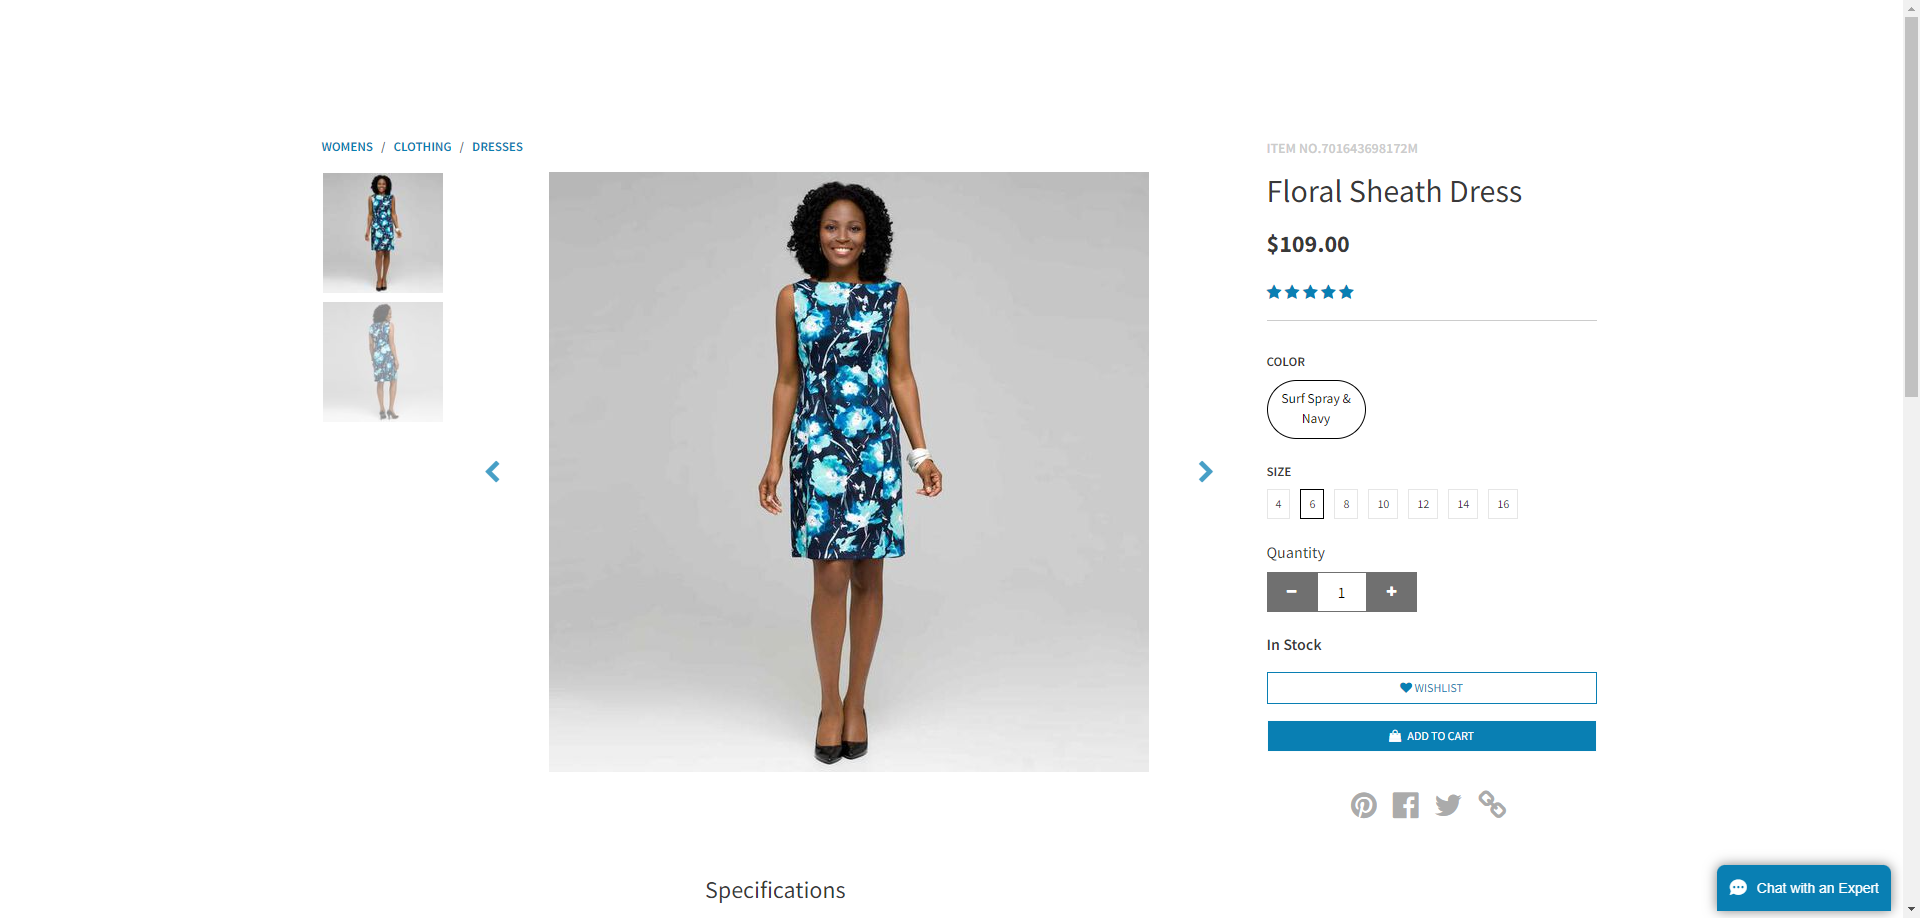 WOMENS / CLOTHING / DRESSES
ITEM NO.701643698172M
Floral Sheath Dress
$109.00
COLOR
Surf Spray &
Navy
SIZE
4 6 8 10 12 14 16
Quantity
1
In Stock
WISHLIST
ADD TO CART
Specifications
Chat with an Expert